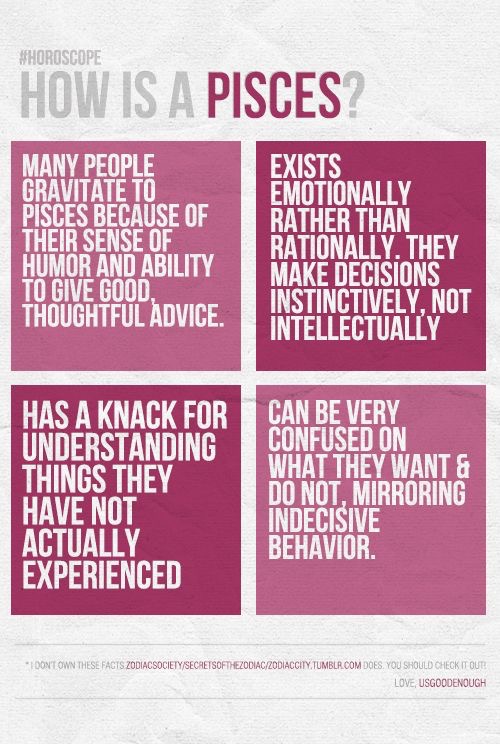 #HOROSCOPE
HOW IS A PISCES?
MANY PEOPLE
GRAVITATE TO
PISCES BECAUSE OF
THEIR SENSE OF
HUMOR AND ABILITY
TO GIVE GOOD,
THOUGHTFUL ADVICE.
EXISTS
EMOTIONALLY
RATHER THAN
RATIONALLY. THEY
MAKE DECISIONS
INSTINCTIVELY, NOT
INTELLECTUALLY
HAS A KNACK FOR
UNDERSTANDING
THINGS THEY
HAVE NOT
ACTUALLY
EXPERIENCED
CAN BE VERY
CONFUSED ON
WHAT THEY WANT &
DO NOT, MIRRORING
INDECISIVE
BEHAVIOR.
* I DON'T OWN THESE FACTS. ZODIACSOCIETY/SECRETSOFTHEZODIAC/ZODIACCITY.TUMBLR.COM DOES. YOU SHOULD CHECK IT OUT!
LOVE, USGOODENOUGH